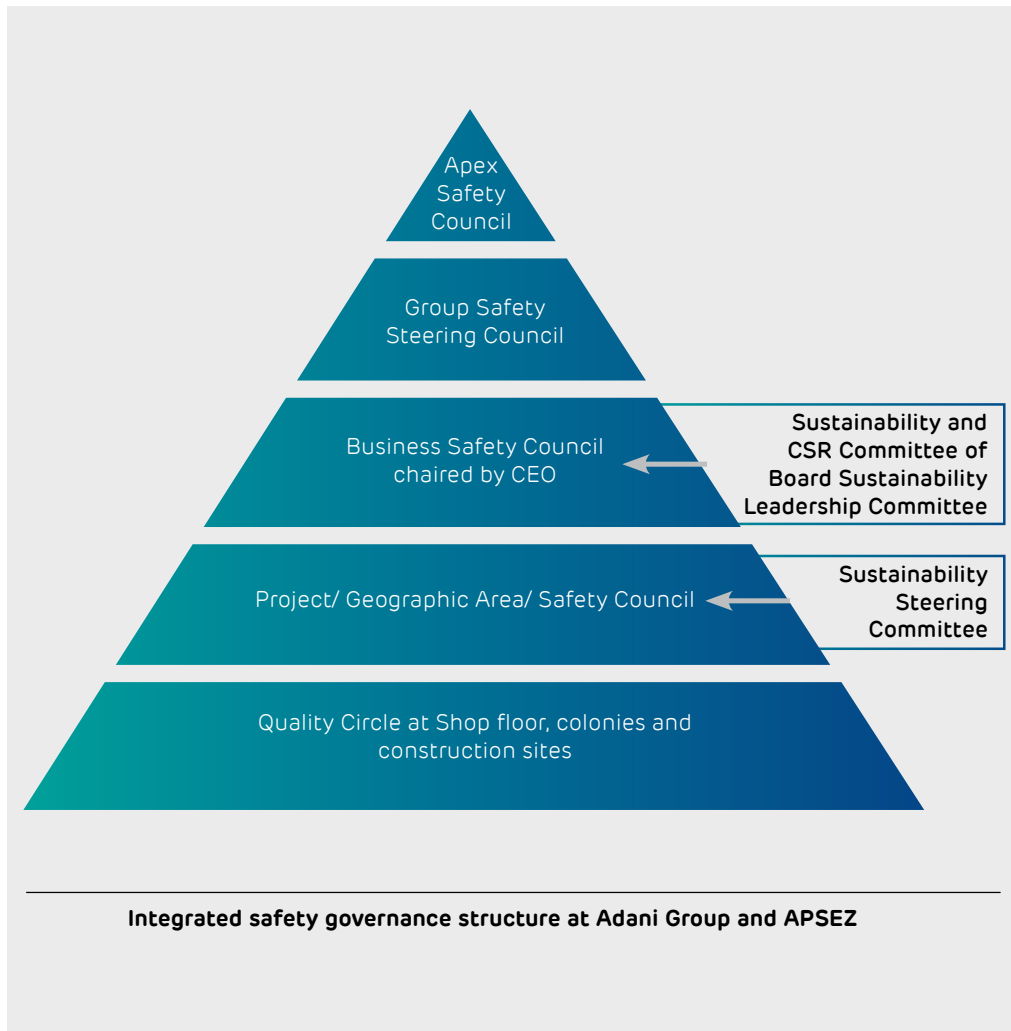 Apex
Safety
Council
Group Safety
Steering Council
Business Safety Council
chaired by CEO
Sustainability and
CSR Committee of
Board Sustainability
Leadership Committee
Project/ Geographic Area/ Safety Council
Sustainability
Steering
Committee
Quality Circle at Shop floor, colonies and
construction sites
Integrated safety governance structure at Adani Group and APSEZ